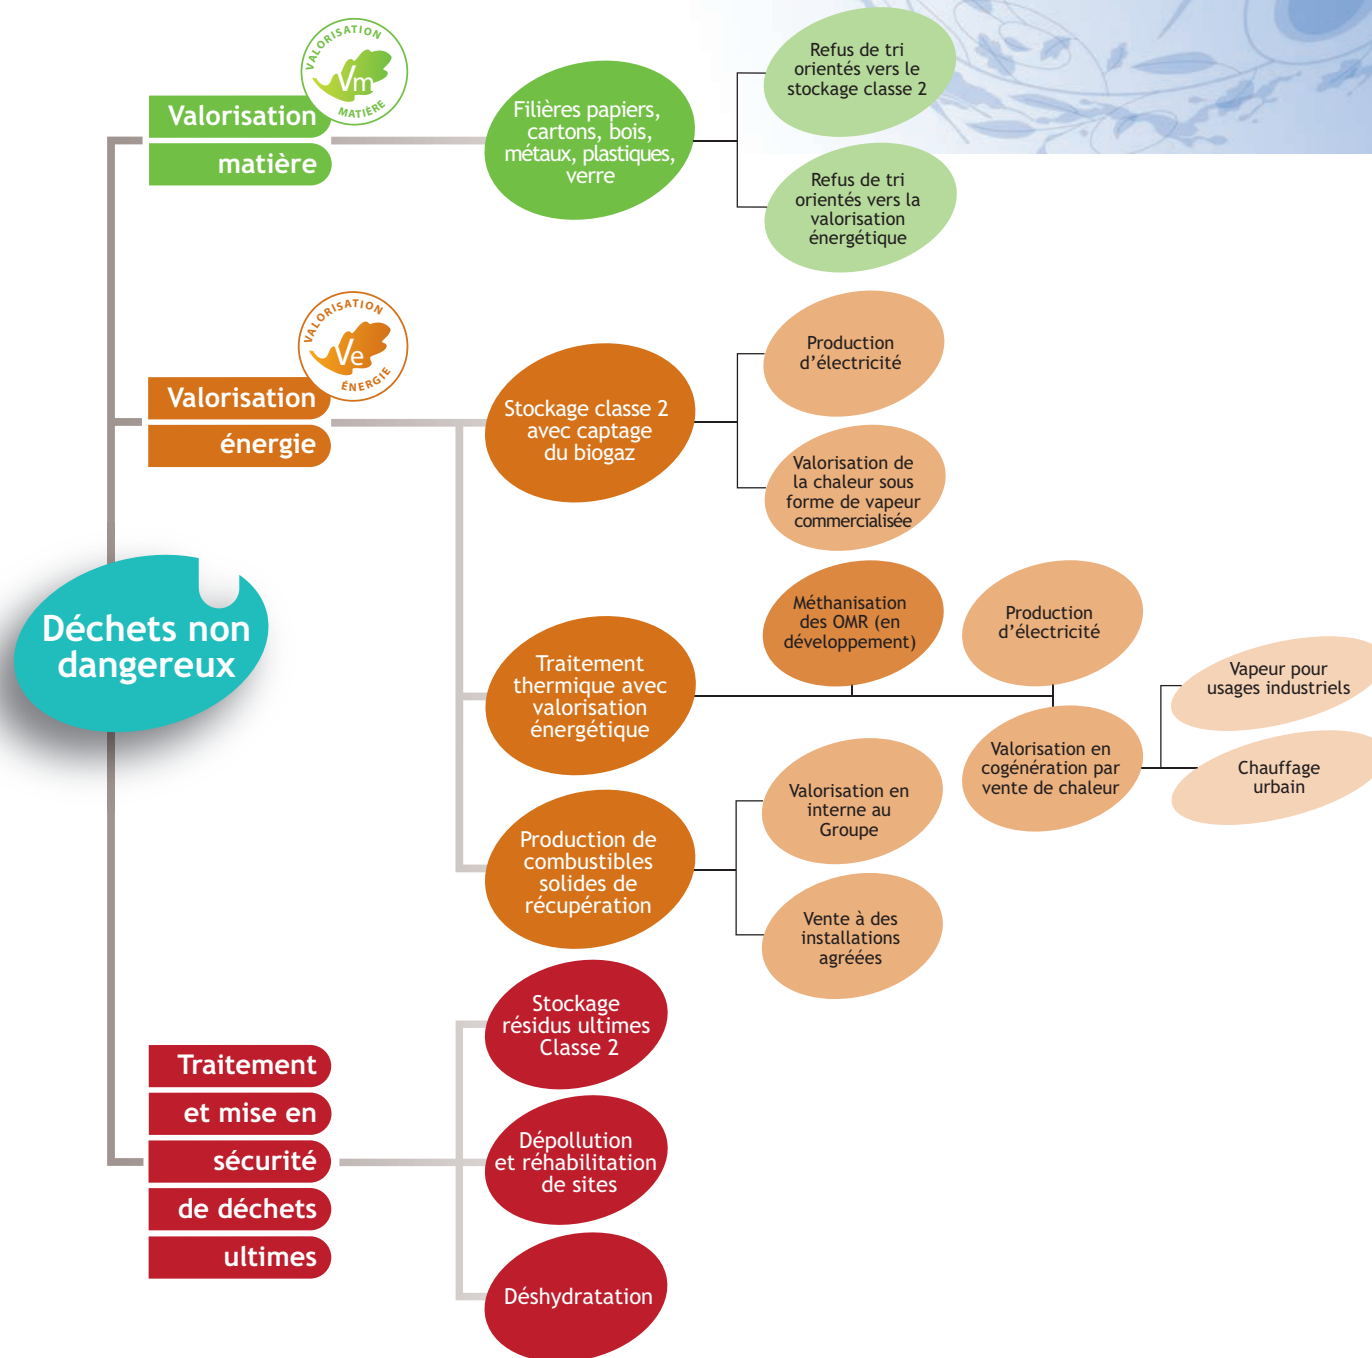 VALORISATION
Vm
MATIÈRE
Valorisation
matière
Filières papiers,
cartons, bois,
métaux, plastiques,
verre
Refus de tri
orientés vers le
stockage classe 2
Refus de tri
orientés vers la
valorisation
énergétique
VALORISATION
Ve
ÉNERGIE
Valorisation
énergie
Stockage classe 2
avec captage
du biogaz
Production
d’électricité
Valorisation de
la chaleur sous
forme de vapeur
commercialisée
Déchets non
dangereux
Traitement
thermique avec
valorisation
énergétique
Méthanisation
des OMR (en
développement)
Production
d’électricité
Valorisation en
cogénération par
vente de chaleur
Vapeur pour
usages industriels
Chauffage
urbain
Production de
combustibles
solides de
récupération
Valorisation en
interne au
Groupe
Vente à des
installations
agréées
Traitement
et mise en
sécurité
de déchets
ultimes
Stockage
résidus ultimes
Classe 2
Dépollution
et réhabilitation
de sites
Déshydratation